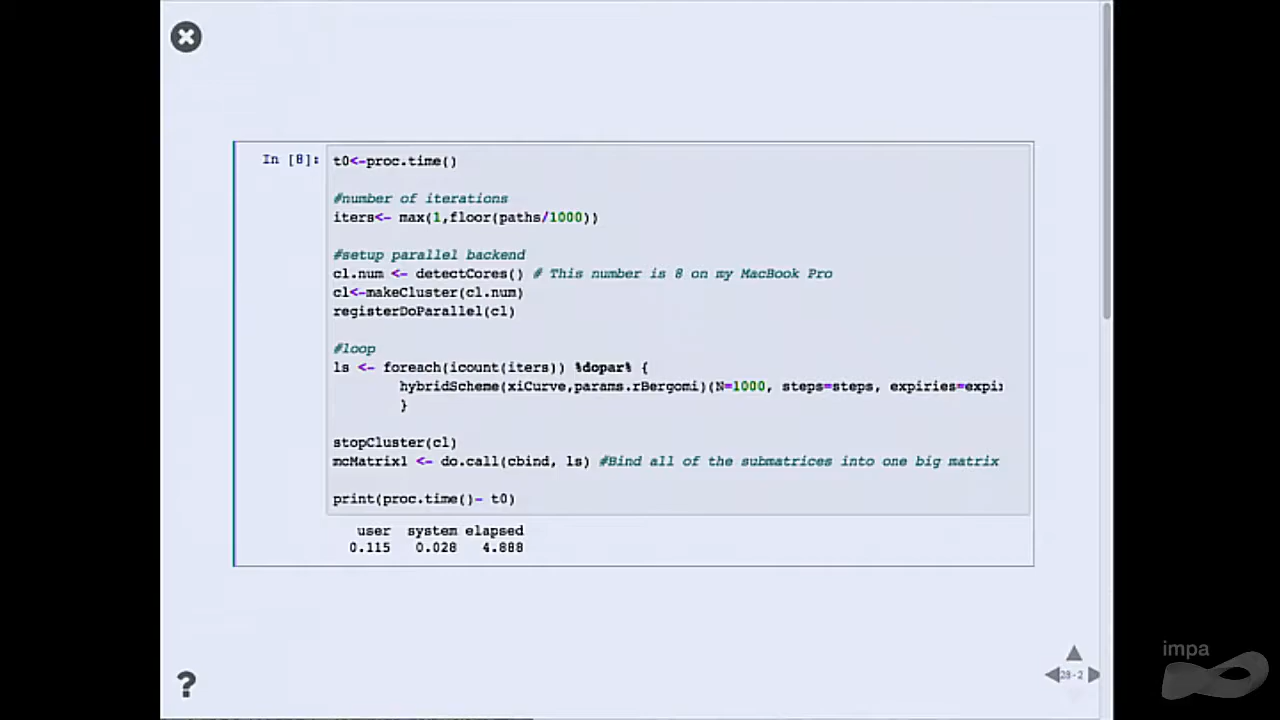 In [8]: t0<-proc.time()
#number of iterations
iters<- max(1,floor(paths/1000))
#setup parallel backend
cl.num <- detectCores() # This number is 8 on my MacBook Pro
cl<-makeCluster(cl.num)
registerDoParallel(cl)
#loop
ls <- foreach(icount(iters)) %dopar% {
hybridScheme(xiCurve,params.rBergomi)(N=1000, steps=steps, expiries=
}
stopCluster(cl)
mcMatrix1 <- do.call(cbind, ls) #Bind all of the submatrices into one big matrix
print(proc.time()- t0)
user system elapsed
0.115 0.028 4.888
?
28-2
impa